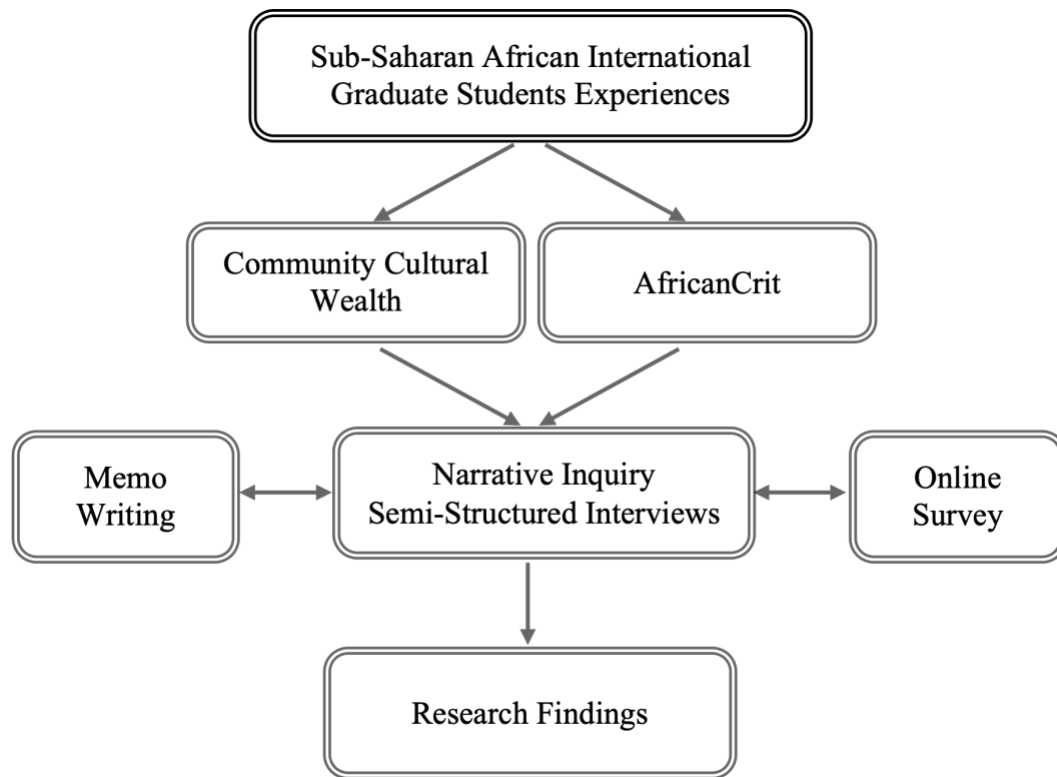 Sub-Saharan African International
Graduate Students Experiences
Community Cultural
Wealth
AfricanCrit
Memo
Writing
Narrative Inquiry
Semi-Structured Interviews
Online
Survey
Research Findings